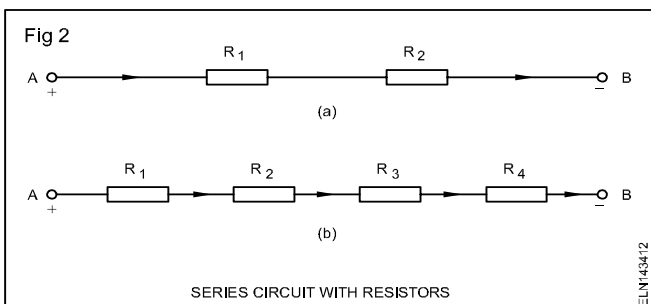 Fig 2
R1 R2
A B
+ –
(a)
R1 R2 R3 R4
A B
+ –
(b)
SERIES CIRCUIT WITH RESISTORS
ELN143412